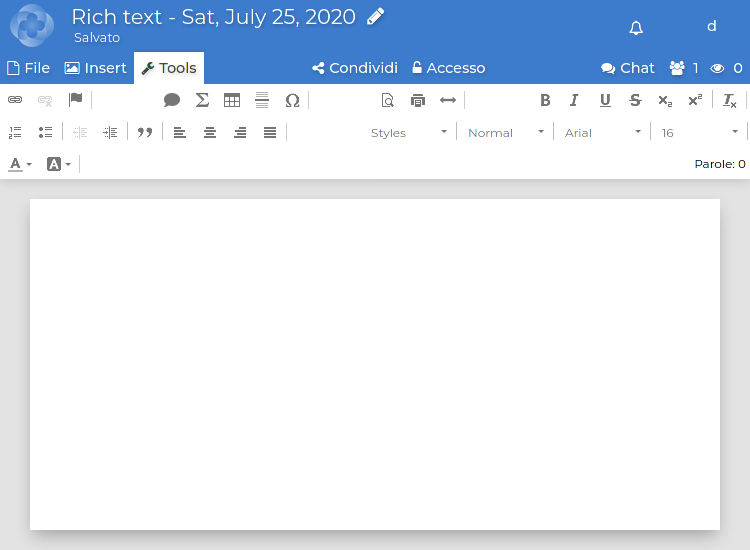 Rich text - Sat, July 25, 2020
Salvato
d
File Insert Tools Condividi Accesso Chat 1 0
Styles Normal Arial 16
Parole: 0